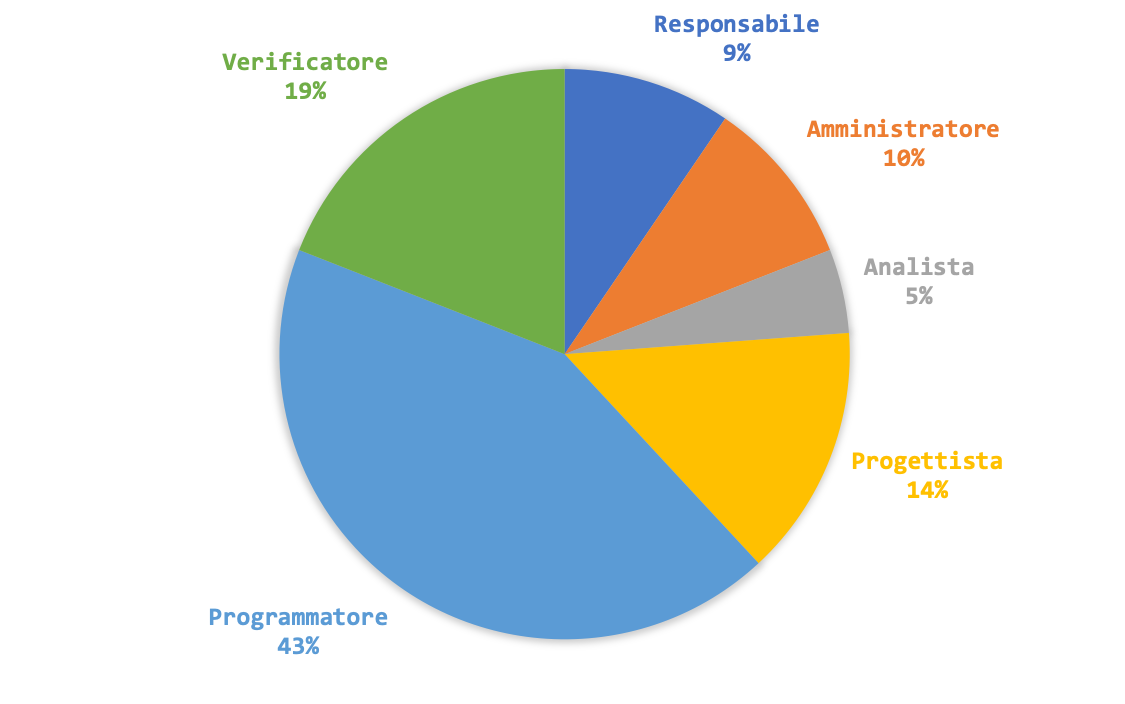 Responsabile
9%
Amministratore
10%
Analista
5%
Progettista
14%
Programmatore
43%
Verificatore
19%